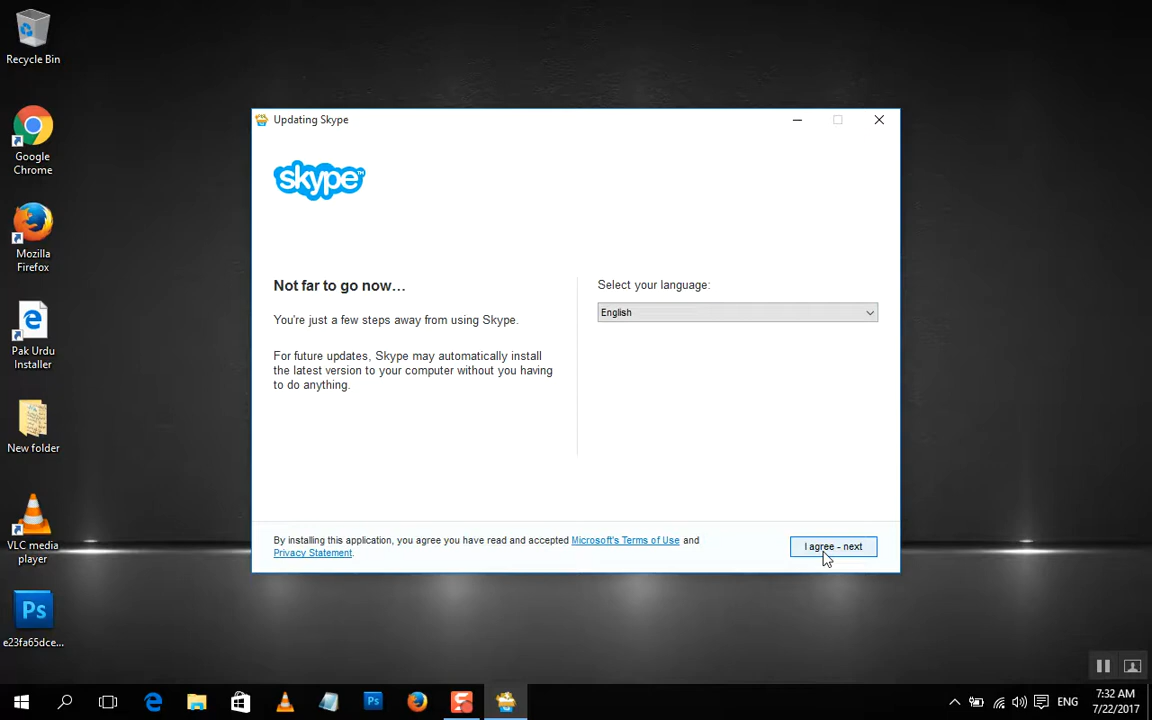 Recycle Bin
Google
Chrome
Mozilla
Firefox
Pak Urdu
Installer
New folder
VLC media
player
Ps
e23fa65dce...
Updating Skype
skype™
Not far to go now...
You're just a few steps away from using Skype.
For future updates, Skype may automatically install
the latest version to your computer without you having
to do anything.
Select your language:
English
By installing this application, you agree you have read and accepted Microsoft's Terms of Use and
Privacy Statement.
I agree - next
Ps
ENG
7:32 AM
7/22/2017